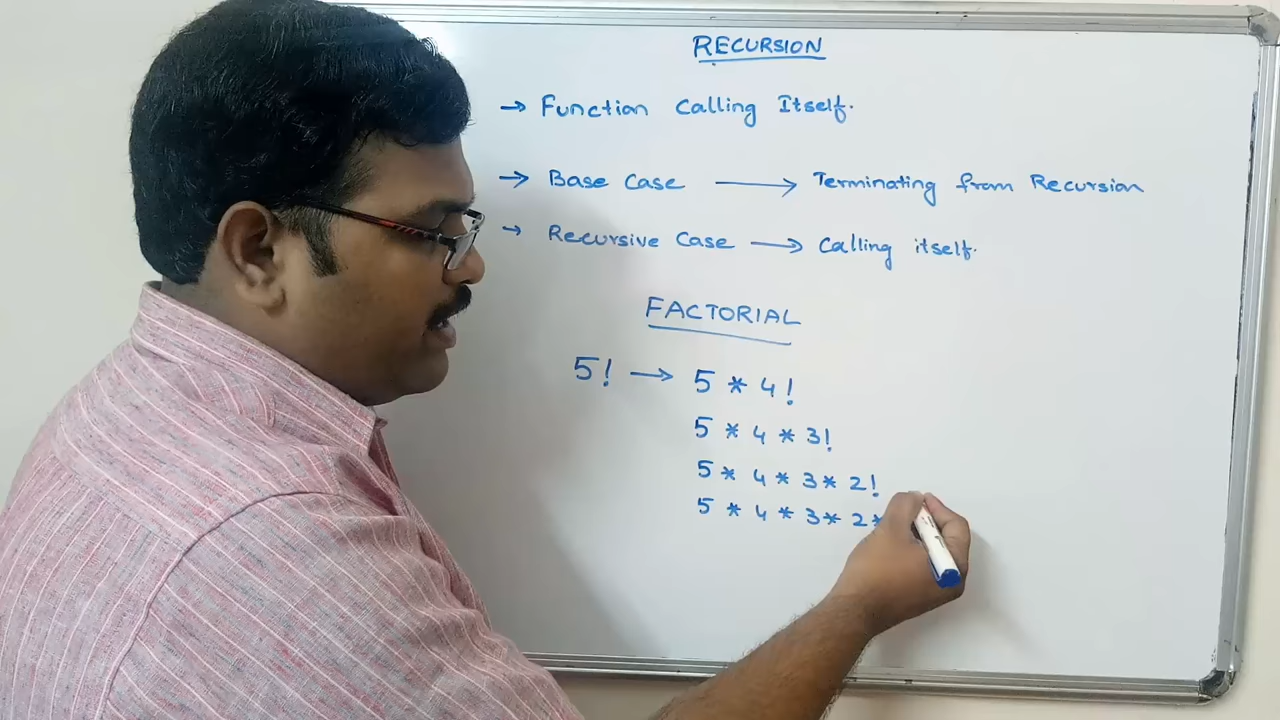 RECURSION
→ Function Calling Itself.
→ Base Case → Terminating from Recursion
→ Recursive Case → Calling itself.
FACTORIAL
5! → 5 * 4!
5 * 4 * 3!
5 * 4 * 3 * 2!
5 * 4 * 3 * 2 *